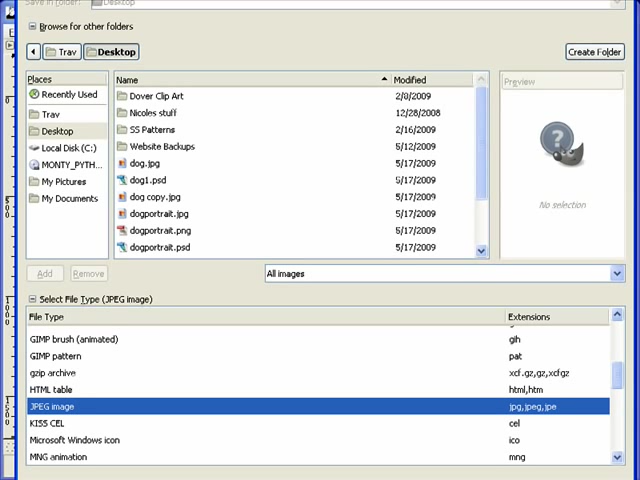 Save in folder: Desktop
Browse for other folders
Trav Desktop Create Folder
Places Name Modified Preview
Recently Used Dover Clip Art 2/8/2009
Trav Nicoles stuff 12/28/2008
Desktop SS Patterns 2/16/2009
Local Disk (C:) Website Backups 5/12/2009
MONTY_PYTH... dog.jpg 5/17/2009
My Pictures dog1.psd 5/17/2009
My Documents dog copy.jpg 5/17/2009
dogportrait.jpg 5/17/2009
dogportrait.png 5/17/2009
dogportrait.psd 5/17/2009
No selection
Add Remove All images
Select File Type (JPEG image)
File Type Extensions
GIMP brush (animated) gih
GIMP pattern pat
gzip archive xcf.gz,gz,xcfgz
HTML table html,htm
JPEG image jpg,jpeg,jpe
KISS CEL cel
Microsoft Windows icon ico
MNG animation mng